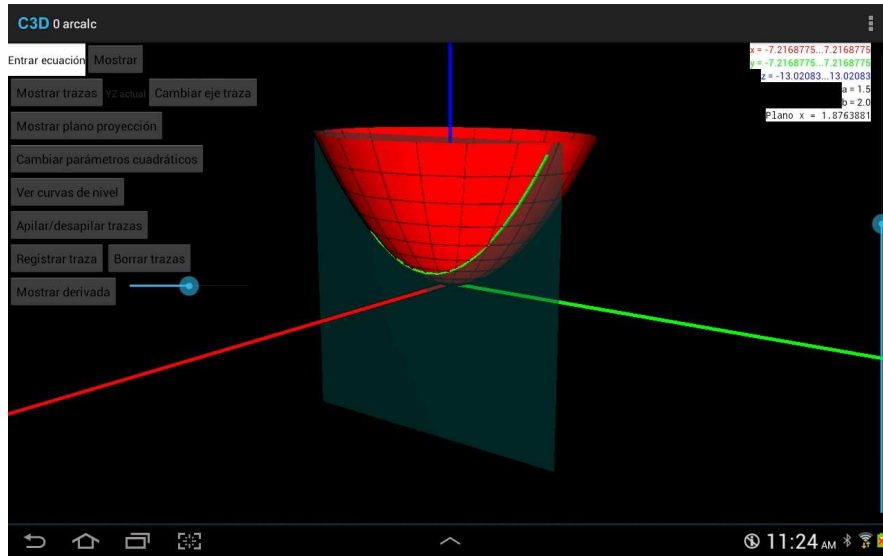 C3D 0 arcalc
Entrar ecuación Mostrar
Mostrar trazas YZ actual Cambiar eje traza
Mostrar plano proyección
Cambiar parámetros cuadráticos
Ver curvas de nivel
Apilar/desapilar trazas
Registrar traza Borrar trazas
Mostrar derivada
x = -7.2168775...7.2168775
y = -7.2168775...7.2168775
z = -13.02083...13.02083
a = 1.5
b = 2.0
Plano x = 1.8763881
11:24 AM